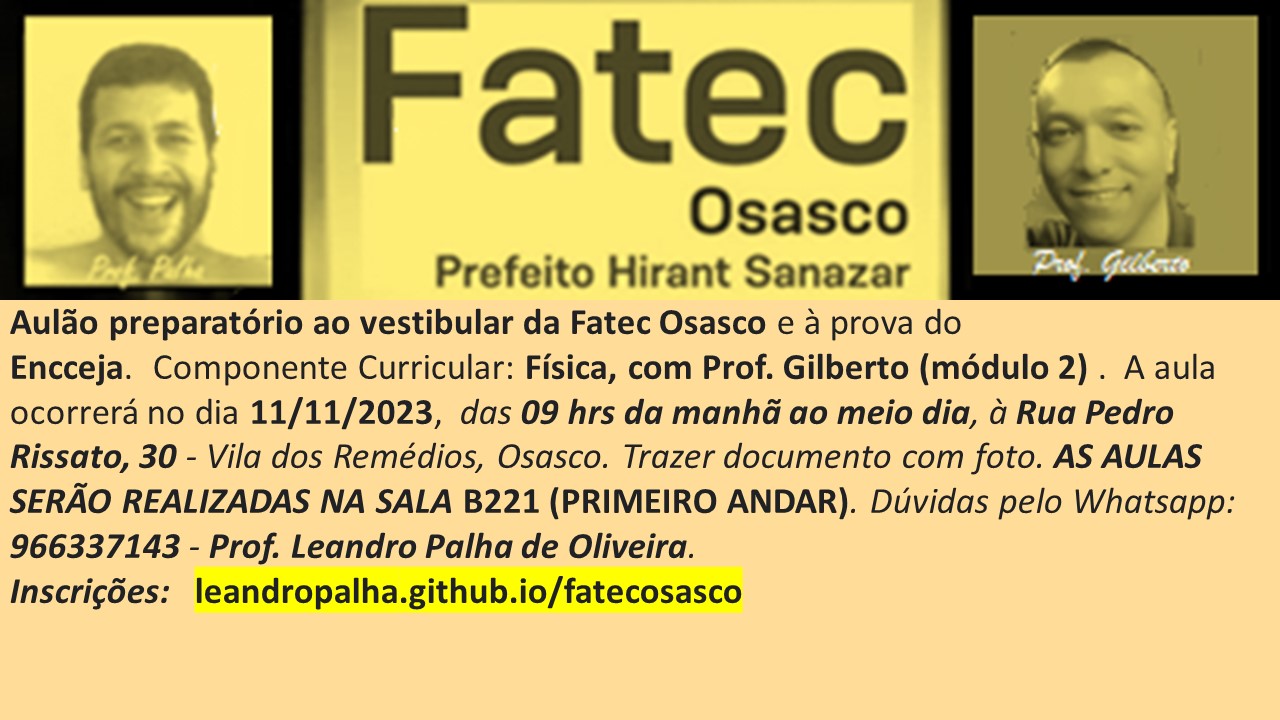 Fatec
Osasco
Prefeito Hirant Sanazar
Prof. Palha
Prof. Gilberto
Aulão preparatório ao vestibular da Fatec Osasco e à prova do
Encceja.  Componente Curricular: Física, com Prof. Gilberto (módulo 2) .  A aula
ocorrerá no dia 11/11/2023,  das 09 hrs da manhã ao meio dia, à Rua Pedro
Rissato, 30 - Vila dos Remédios, Osasco. Trazer documento com foto. AS AULAS
SERÃO REALIZADAS NA SALA B221 (PRIMEIRO ANDAR). Dúvidas pelo Whatsapp:
966337143 - Prof. Leandro Palha de Oliveira.
Inscrições:  leandropalha.github.io/fatecosasco